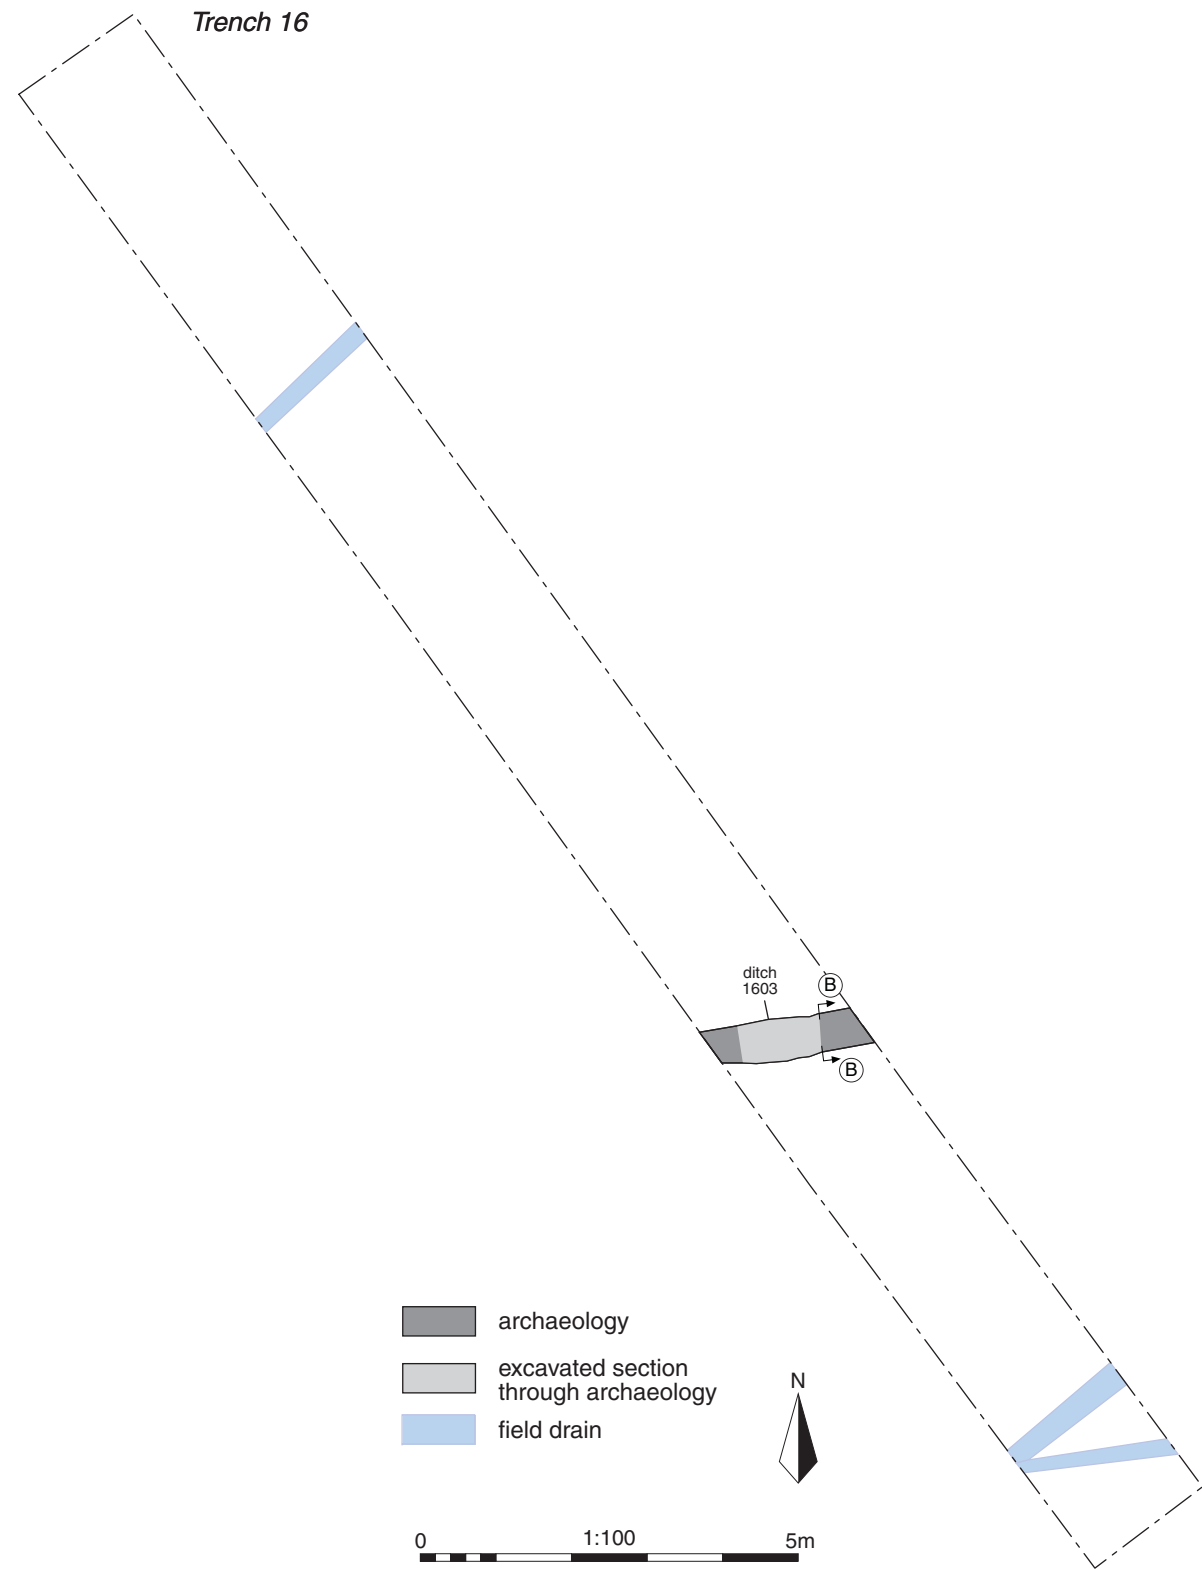 Trench 16
ditch
1603
B
B
archaeology
excavated section
through archaeology
field drain
N
0
1:100
5m